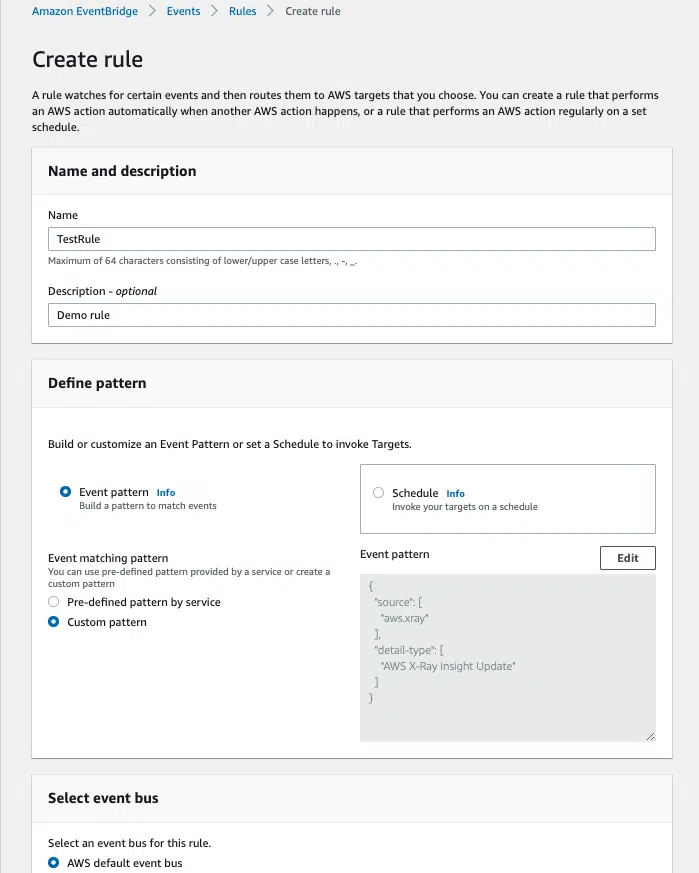 Amazon EventBridge > Events > Rules > Create rule
Create rule
A rule watches for certain events and then routes them to AWS targets that you choose. You can create a rule that performs
an AWS action automatically when another AWS action happens, or a rule that performs an AWS action regularly on a set
schedule.
Name and description
Name
TestRule
Maximum of 64 characters consisting of lower/upper case letters, ., -, _.
Description - optional
Demo rule
Define pattern
Build or customize an Event Pattern or set a Schedule to invoke Targets.
Event pattern Info
Build a pattern to match events
Schedule Info
Invoke your targets on a schedule
Event matching pattern
You can use pre-defined pattern provided by a service or create a
custom pattern
Pre-defined pattern by service
Custom pattern
Event pattern
Edit
{
"source": [
"aws.xray"
],
"detail-type": [
"AWS X-Ray Insight Update"
]
}
Select event bus
Select an event bus for this rule.
AWS default event bus